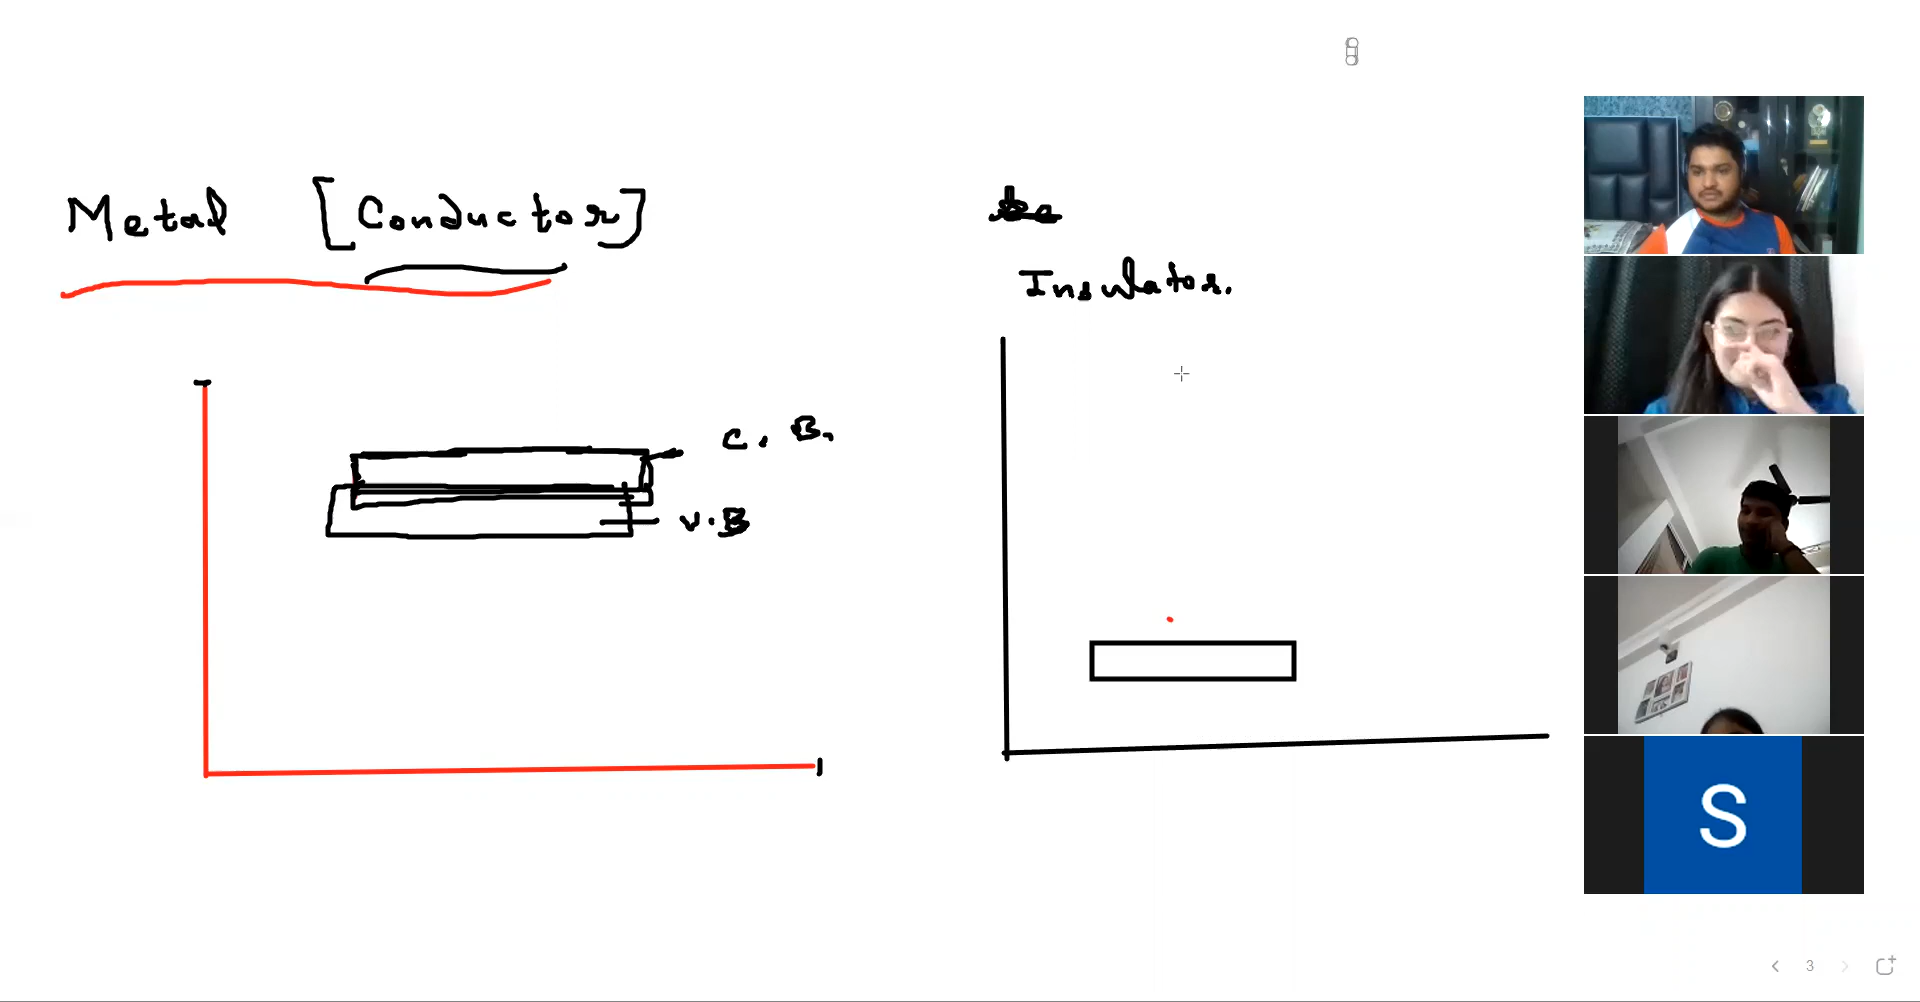 Metal [Conductor]
C. B.
V.B
Insulator.
S
3